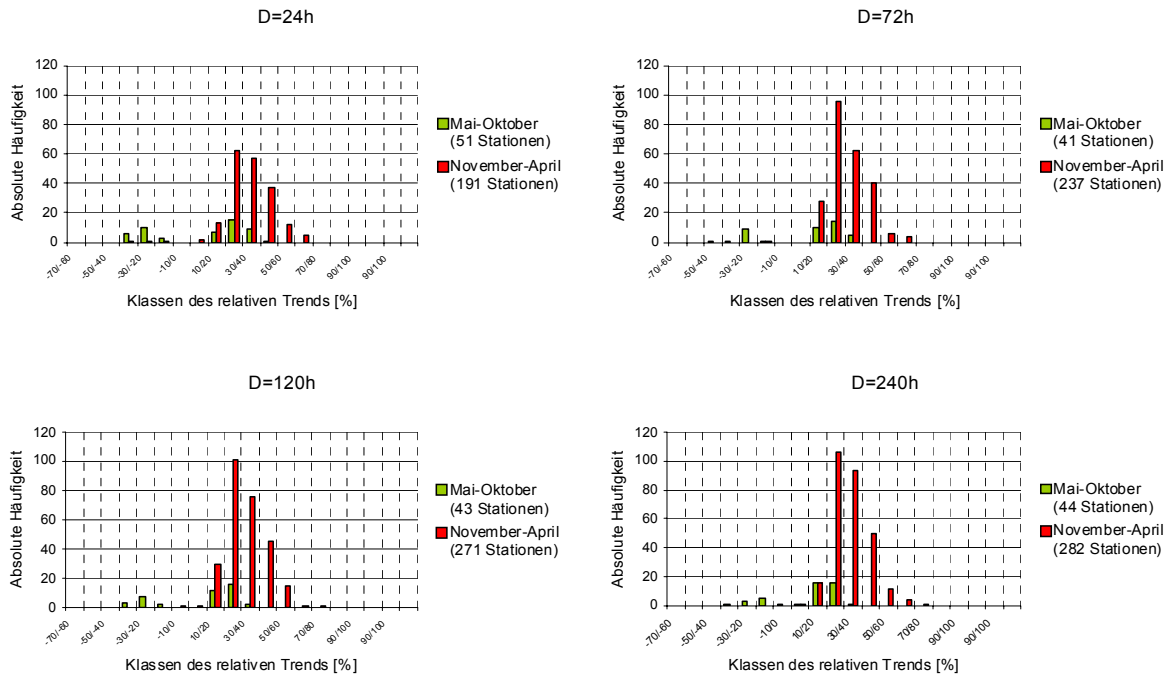 D=24h
Absolute Häufigkeit
120
100
80
60
40
20
0
-70/-60
-50/-40
-30/-20
-10/0
10/20
30/40
50/60
70/80
90/100
90/100
Klassen des relativen Trends [%]
Mai-Oktober
(51 Stationen)
November-April
(191 Stationen)
D=72h
Absolute Häufigkeit
120
100
80
60
40
20
0
-70/-60
-50/-40
-30/-20
-10/0
10/20
30/40
50/60
70/80
90/100
90/100
Klassen des relativen Trends [%]
Mai-Oktober
(41 Stationen)
November-April
(237 Stationen)
D=120h
Absolute Häufigkeit
120
100
80
60
40
20
0
-70/-60
-50/-40
-30/-20
-10/0
10/20
30/40
50/60
70/80
90/100
90/100
Klassen des relativen Trends [%]
Mai-Oktober
(43 Stationen)
November-April
(271 Stationen)
D=240h
Absolute Häufigkeit
120
100
80
60
40
20
0
-70/-60
-50/-40
-30/-20
-10/0
10/20
30/40
50/60
70/80
90/100
90/100
Klassen des relativen Trends [%]
Mai-Oktober
(44 Stationen)
November-April
(282 Stationen)